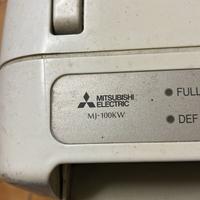 MITSUBISHI
ELECTRIC
MJ-100KW
FULL
DEF